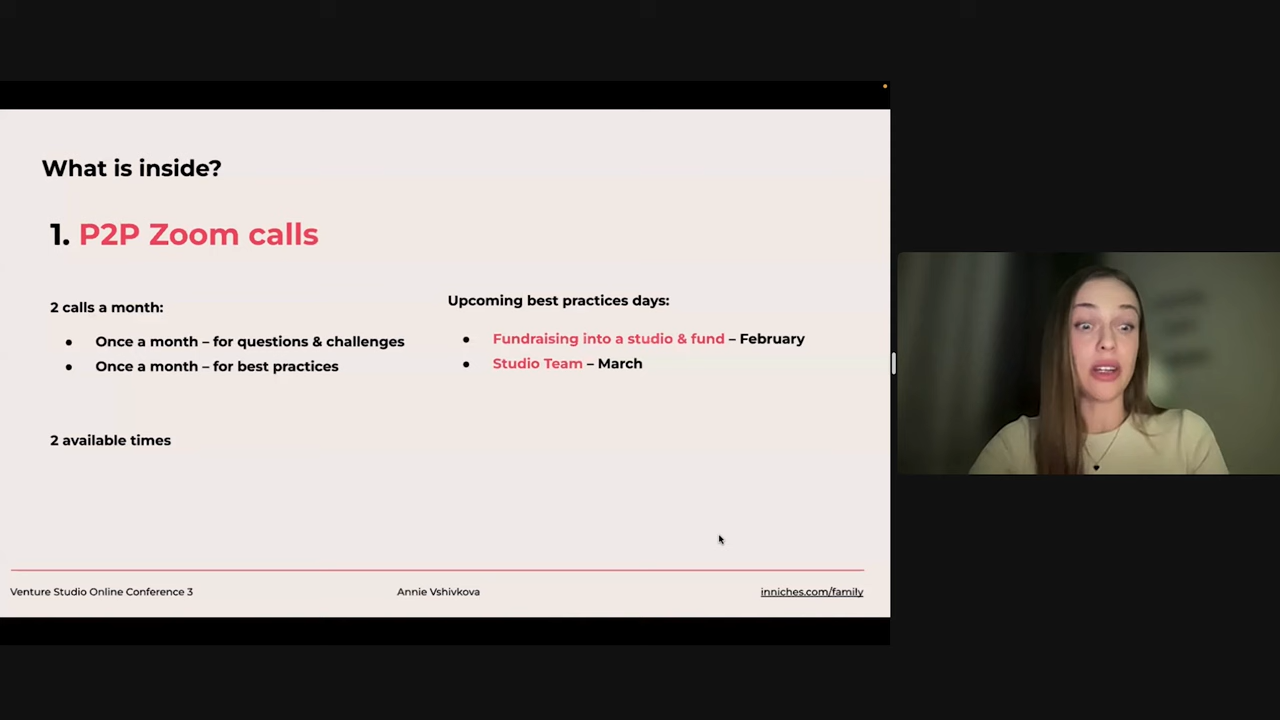 What is inside?
1. P2P Zoom calls
2 calls a month:
● Once a month – for questions & challenges
● Once a month – for best practices
2 available times
Upcoming best practices days:
● Fundraising into a studio & fund – February
● Studio Team – March
Venture Studio Online Conference 3
Annie Vshivkova
inniches.com/family